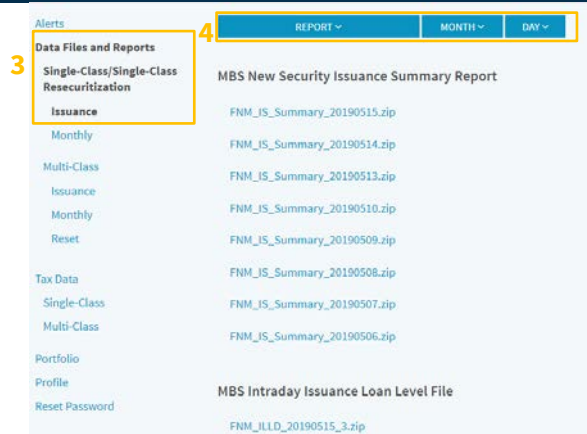 Alerts
Data Files and Reports
3
Single-Class/Single-Class
Resecuritization
Issuance
Monthly
Multi-Class
Issuance
Monthly
Reset
Tax Data
Single-Class
Multi-Class
Portfolio
Profile
Reset Password
4
REPORT MONTH DAY
MBS New Security Issuance Summary Report
FNM_IS_Summary_20190515.zip
FNM_IS_Summary_20190514.zip
FNM_IS_Summary_20190513.zip
FNM_IS_Summary_20190510.zip
FNM_IS_Summary_20190509.zip
FNM_IS_Summary_20190508.zip
FNM_IS_Summary_20190507.zip
FNM_IS_Summary_20190506.zip
MBS Intraday Issuance Loan Level File
FNM_ILLD_20190515_3.zip